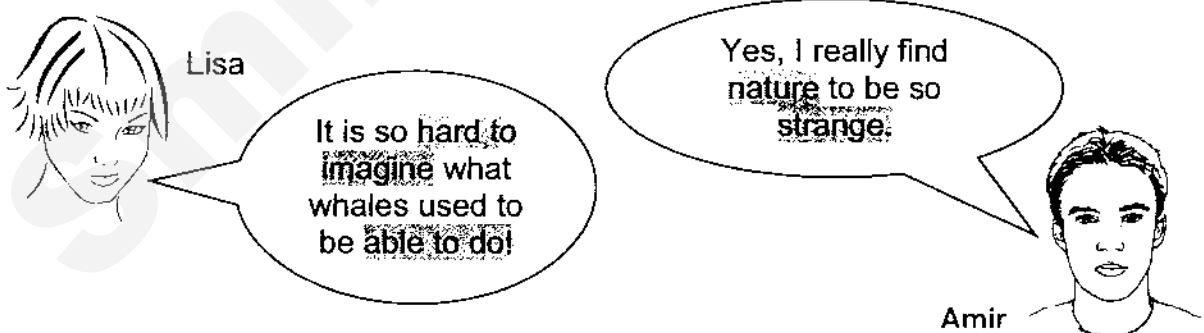 Lisa
It is so hard to
imagine what
whales used to
be able to do!
Yes, I really find
nature to be so
strange.
Amir